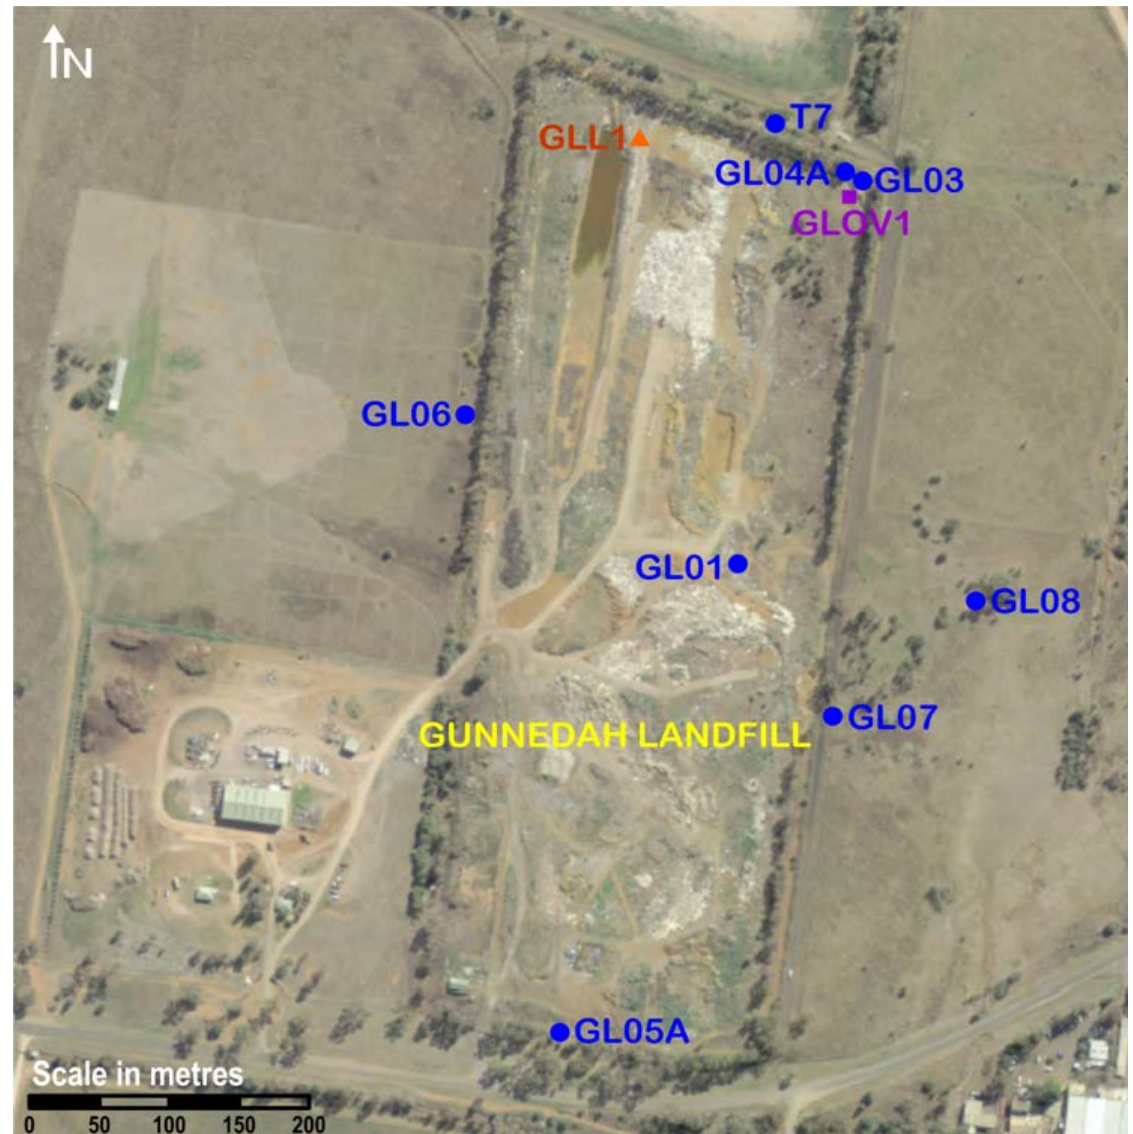 N
T7
GLL1
GL04A
GL03
GLOV1
GL06
GL01
GL08
GL07
GUNNEDAH LANDFILL
GL05A
Scale in metres
0 50 100 150 200